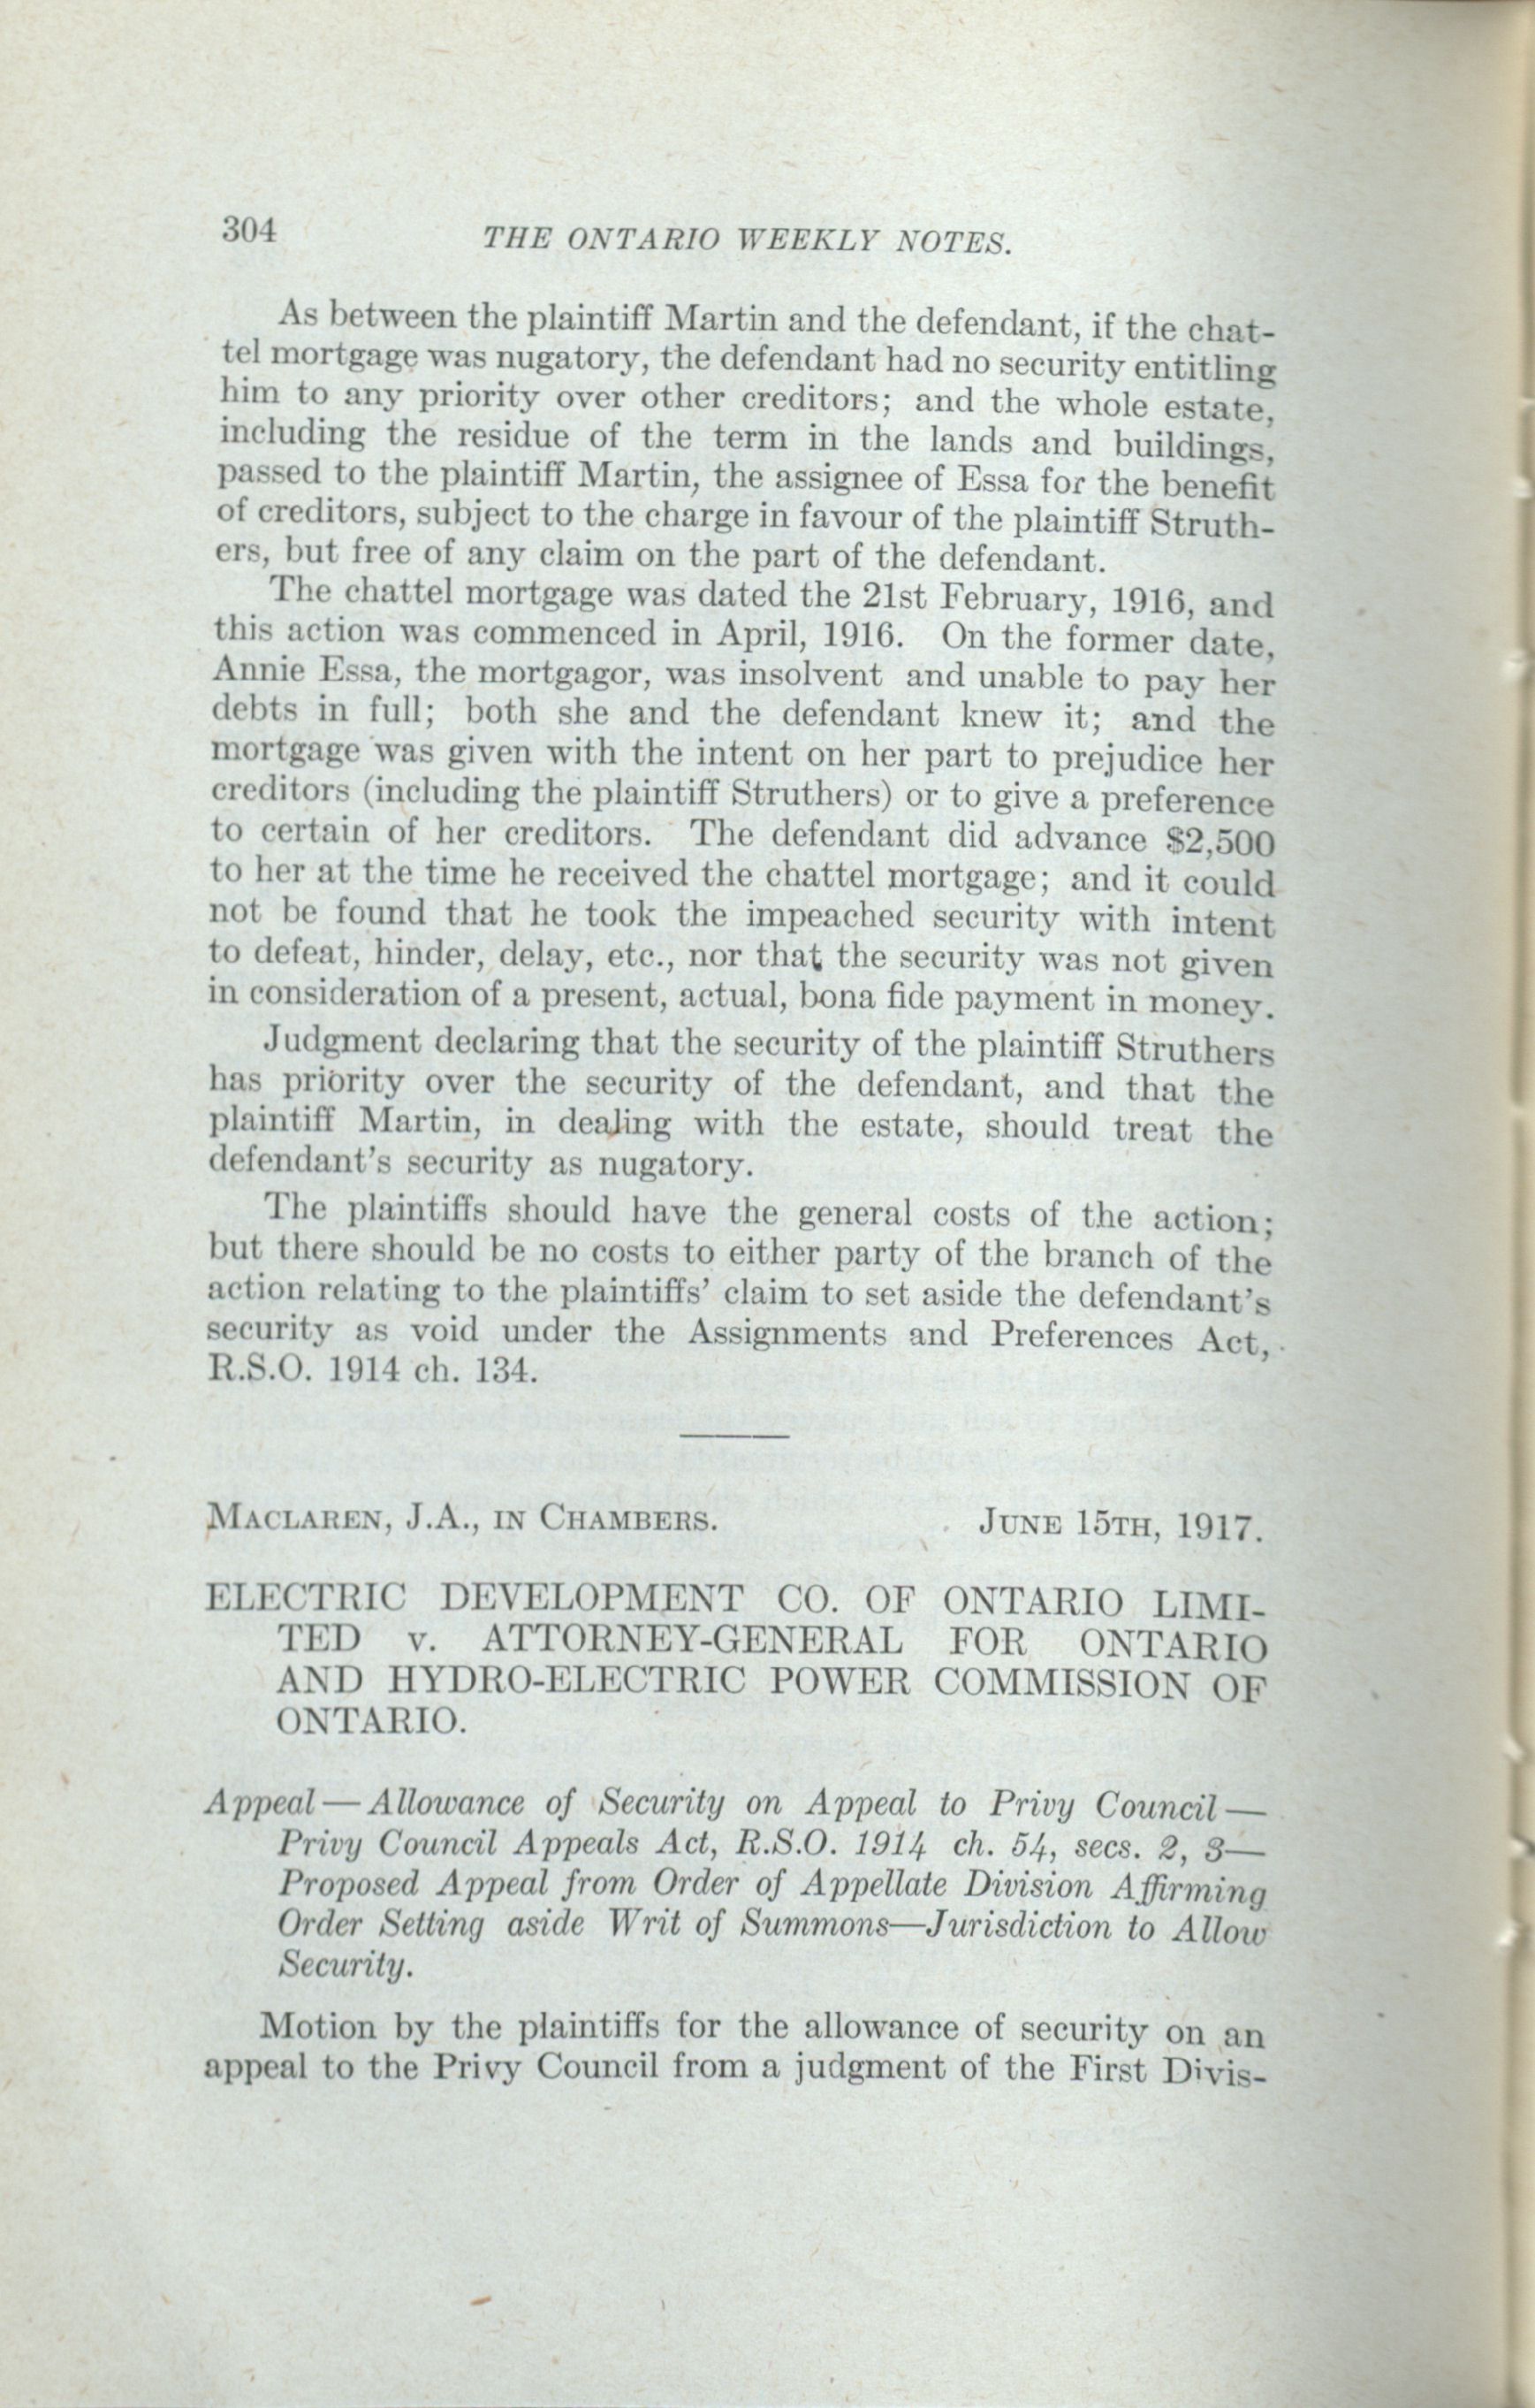 304
THE ONTARIO WEEKLY NOTES.
As between the plaintiff Martin and the defendant, if the chat-
tel mortgage was nugatory, the defendant had no security entitling
him to any priority over other creditors; and the whole estate,
including the residue of the term in the lands and buildings,
passed to the plaintiff Martin, the assignee of Essa for the benefit
of creditors, subject to the charge in favour of the plaintiff Struth-
ers, but free of any claim on the part of the defendant.
The chattel mortgage was dated the 21st February, 1916, and
this action was commenced in April, 1916. On the former date,
Annie Essa, the mortgagor, was insolvent and unable to pay her
debts in full; both she and the defendant knew it; and the
mortgage was given with the intent on her part to prejudice her
creditors (including the plaintiff Struthers) or to give a preference
to certain of her creditors. The defendant did advance $2,500
to her at the time he received the chattel mortgage; and it could
not be found that he took the impeached security with intent
to defeat, hinder, delay, etc., nor that the security was not given
in consideration of a present, actual, bona fide payment in money.
Judgment declaring that the security of the plaintiff Struthers
has priority over the security of the defendant, and that the
plaintiff Martin, in dealing with the estate, should treat the
defendant's security as nugatory.
The plaintiffs should have the general costs of the action;
but there should be no costs to either party of the branch of the
action relating to the plaintiffs' claim to set aside the defendant's
security as void under the Assignments and Preferences Act,
R.S.O. 1914 ch. 134.
MACLAREN, J.A., IN CHAMBERS. JUNE 15TH, 1917.
ELECTRIC DEVELOPMENT CO. OF ONTARIO LIMI-
TED v. ATTORNEY-GENERAL FOR ONTARIO
AND HYDRO-ELECTRIC POWER COMMISSION OF
ONTARIO.
Appeal—Allowance of Security on Appeal to Privy Council—
Privy Council Appeals Act, R.S.O. 1914 ch. 54, secs. 2, 3—
Proposed Appeal from Order of Appellate Division Affirming
Order Setting aside Writ of Summons—Jurisdiction to Allow
Security.
Motion by the plaintiffs for the allowance of security on an
appeal to the Privy Council from a judgment of the First Divis-